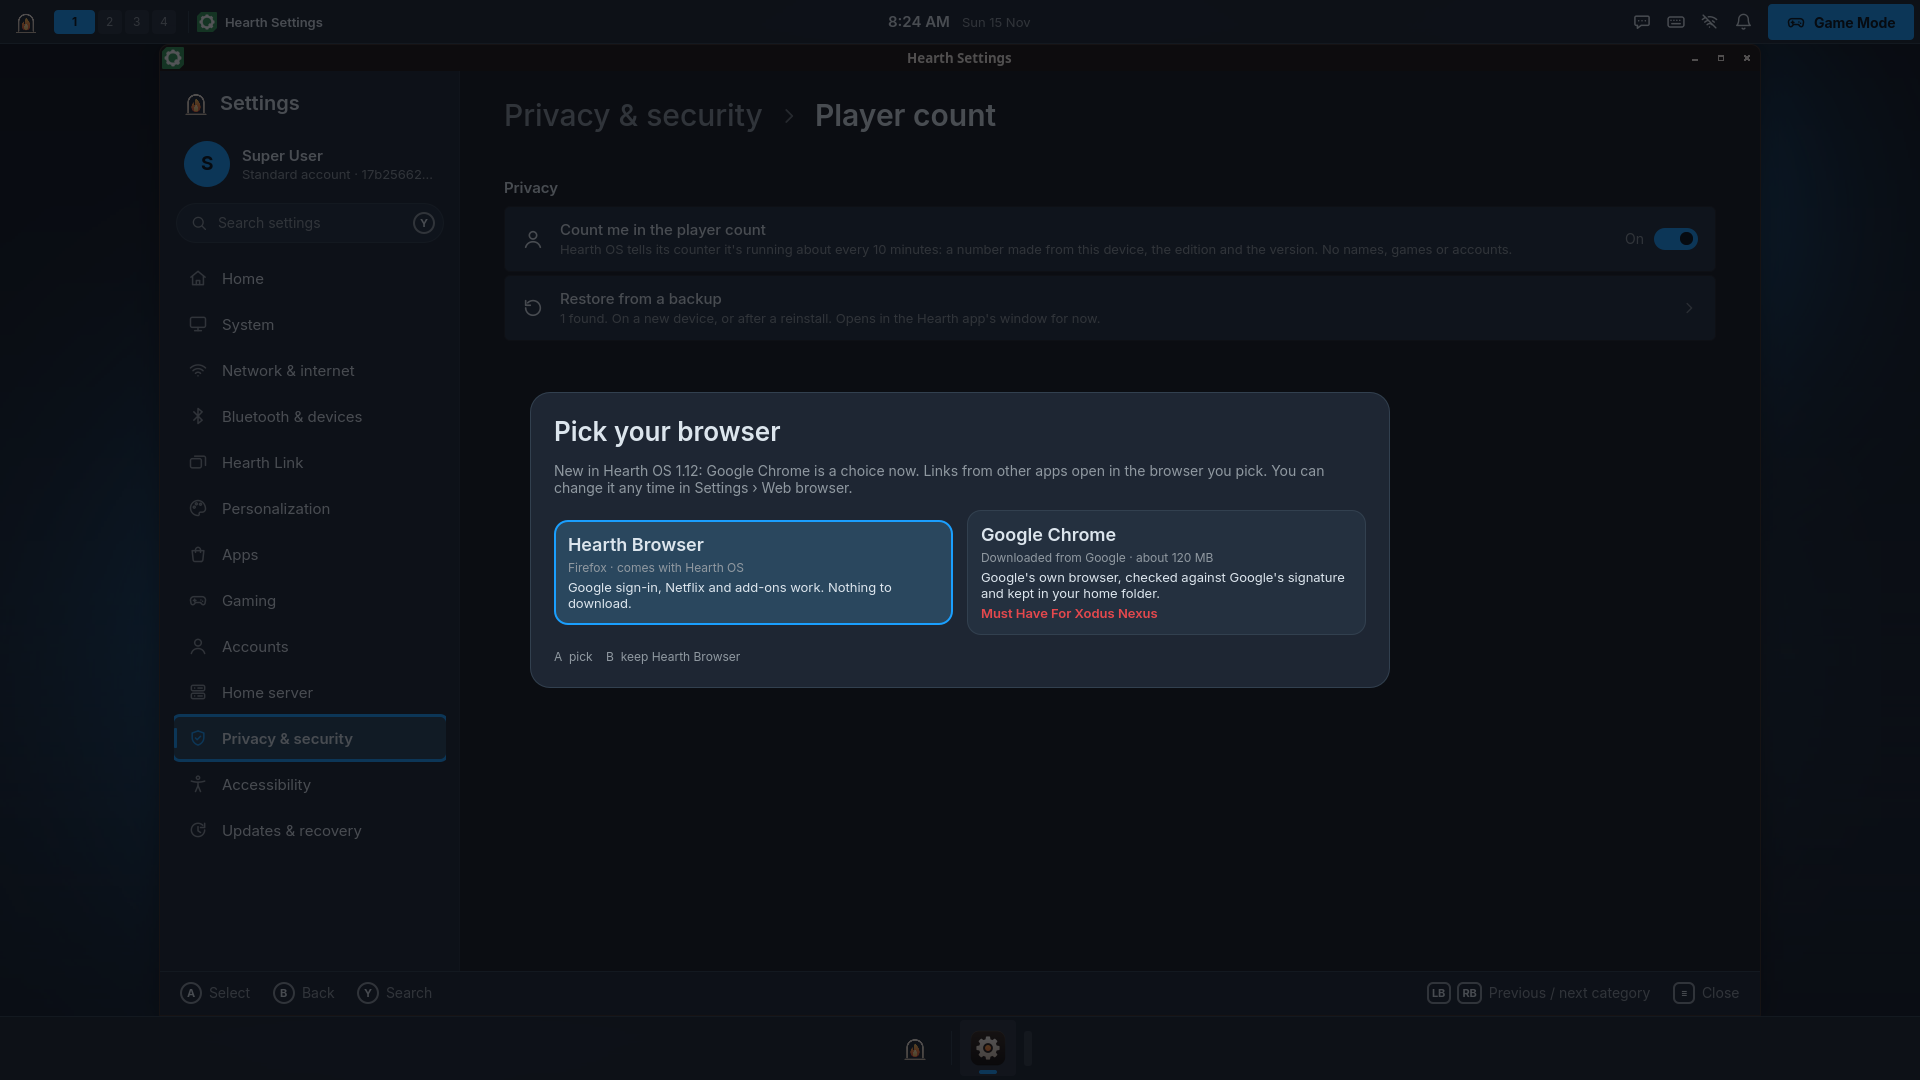 1 2 3 4 Hearth Settings
8:24 AM Sun 15 Nov
Game Mode
Hearth Settings
Settings
S
Super User
Standard account · 17b25662...
Search settings Y
Home
System
Network & internet
Bluetooth & devices
Hearth Link
Personalization
Apps
Gaming
Accounts
Home server
Privacy & security
Accessibility
Updates & recovery
Privacy & security › Player count
Privacy
Count me in the player count
Hearth OS tells its counter it's running about every 10 minutes: a number made from this device, the edition and the version. No names, games or accounts.
On
Restore from a backup
1 found. On a new device, or after a reinstall. Opens in the Hearth app's window for now.
Pick your browser
New in Hearth OS 1.12: Google Chrome is a choice now. Links from other apps open in the browser you pick. You can
change it any time in Settings › Web browser.
Hearth Browser
Firefox · comes with Hearth OS
Google sign-in, Netflix and add-ons work. Nothing to
download.
Google Chrome
Downloaded from Google · about 120 MB
Google's own browser, checked against Google's signature
and kept in your home folder.
Must Have For Xodus Nexus
A pick B keep Hearth Browser
A Select B Back Y Search
LB RB Previous / next category ≡ Close